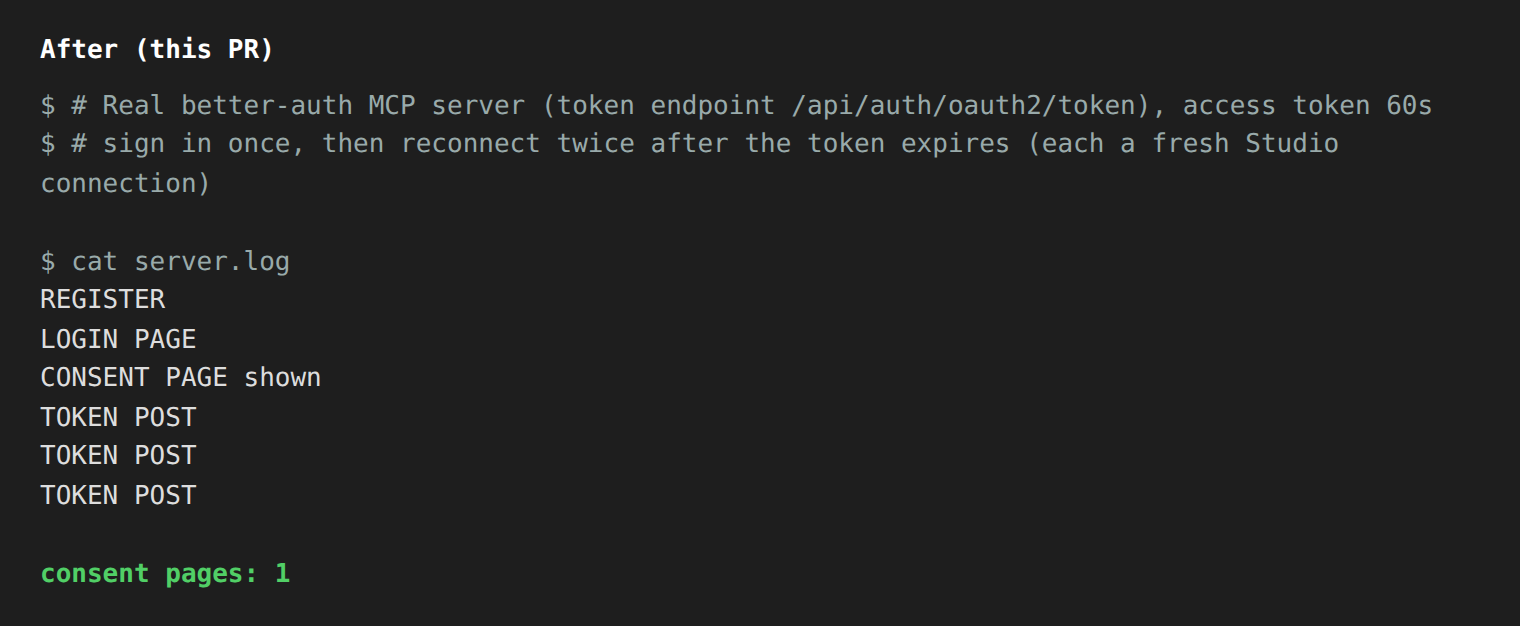 After (this PR)
$ # Real better-auth MCP server (token endpoint /api/auth/oauth2/token), access token 60s
$ # sign in once, then reconnect twice after the token expires (each a fresh Studio
connection)
$ cat server.log
REGISTER
LOGIN PAGE
CONSENT PAGE shown
TOKEN POST
TOKEN POST
TOKEN POST
consent pages: 1